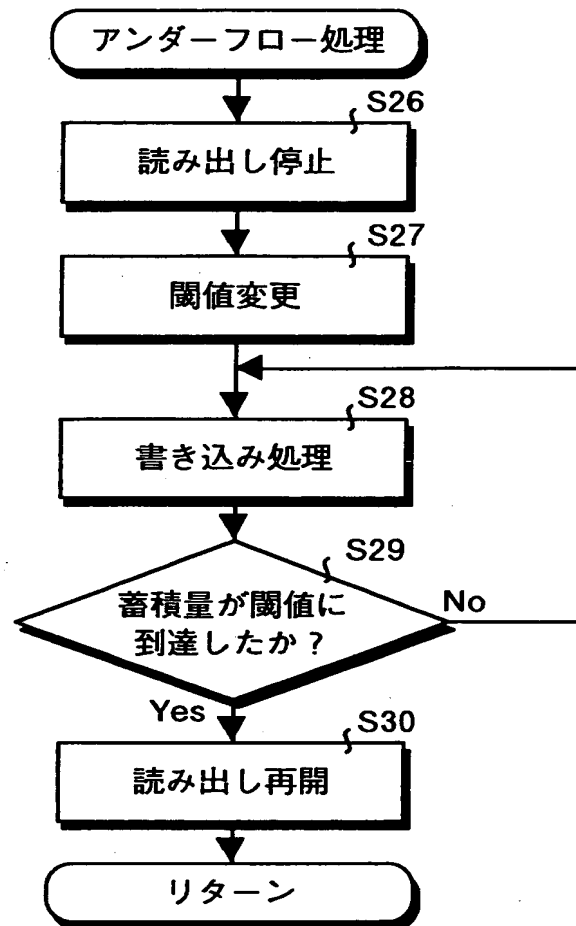 アンダーフロー処理
S26
読み出し停止
S27
閾値変更
S28
書き込み処理
S29
蓄積量が閾値に
到達したか？
No
Yes
S30
読み出し再開
リターン